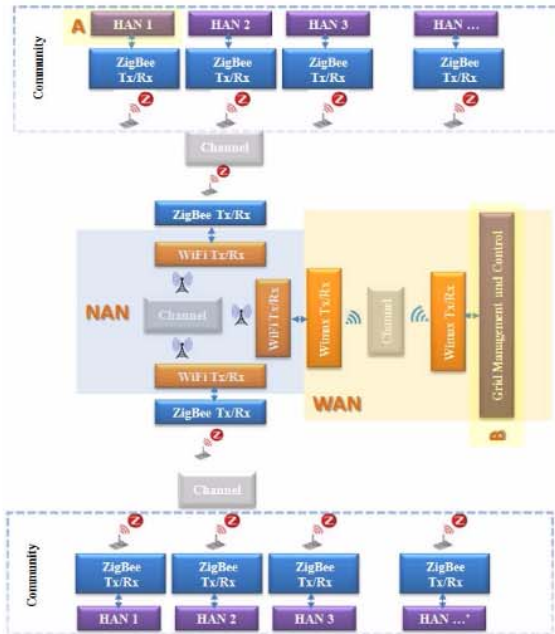 A
HAN 1
HAN 2
HAN 3
HAN ...
Community
ZigBee
Tx/Rx
ZigBee
Tx/Rx
ZigBee
Tx/Rx
ZigBee
Tx/Rx
Z
Z
Z
Z
Channel
Z
ZigBee Tx/Rx
WiFi Tx/Rx
NAN
Channel
WiFi Tx/Rx
Wimax Tx/Rx
Channel
Wimax Tx/Rx
Grid Management and Control
WiFi Tx/Rx
WAN
B
ZigBee Tx/Rx
Z
Channel
Community
Z
Z
Z
Z
ZigBee
Tx/Rx
ZigBee
Tx/Rx
ZigBee
Tx/Rx
ZigBee
Tx/Rx
HAN 1
HAN 2
HAN 3
HAN ...'